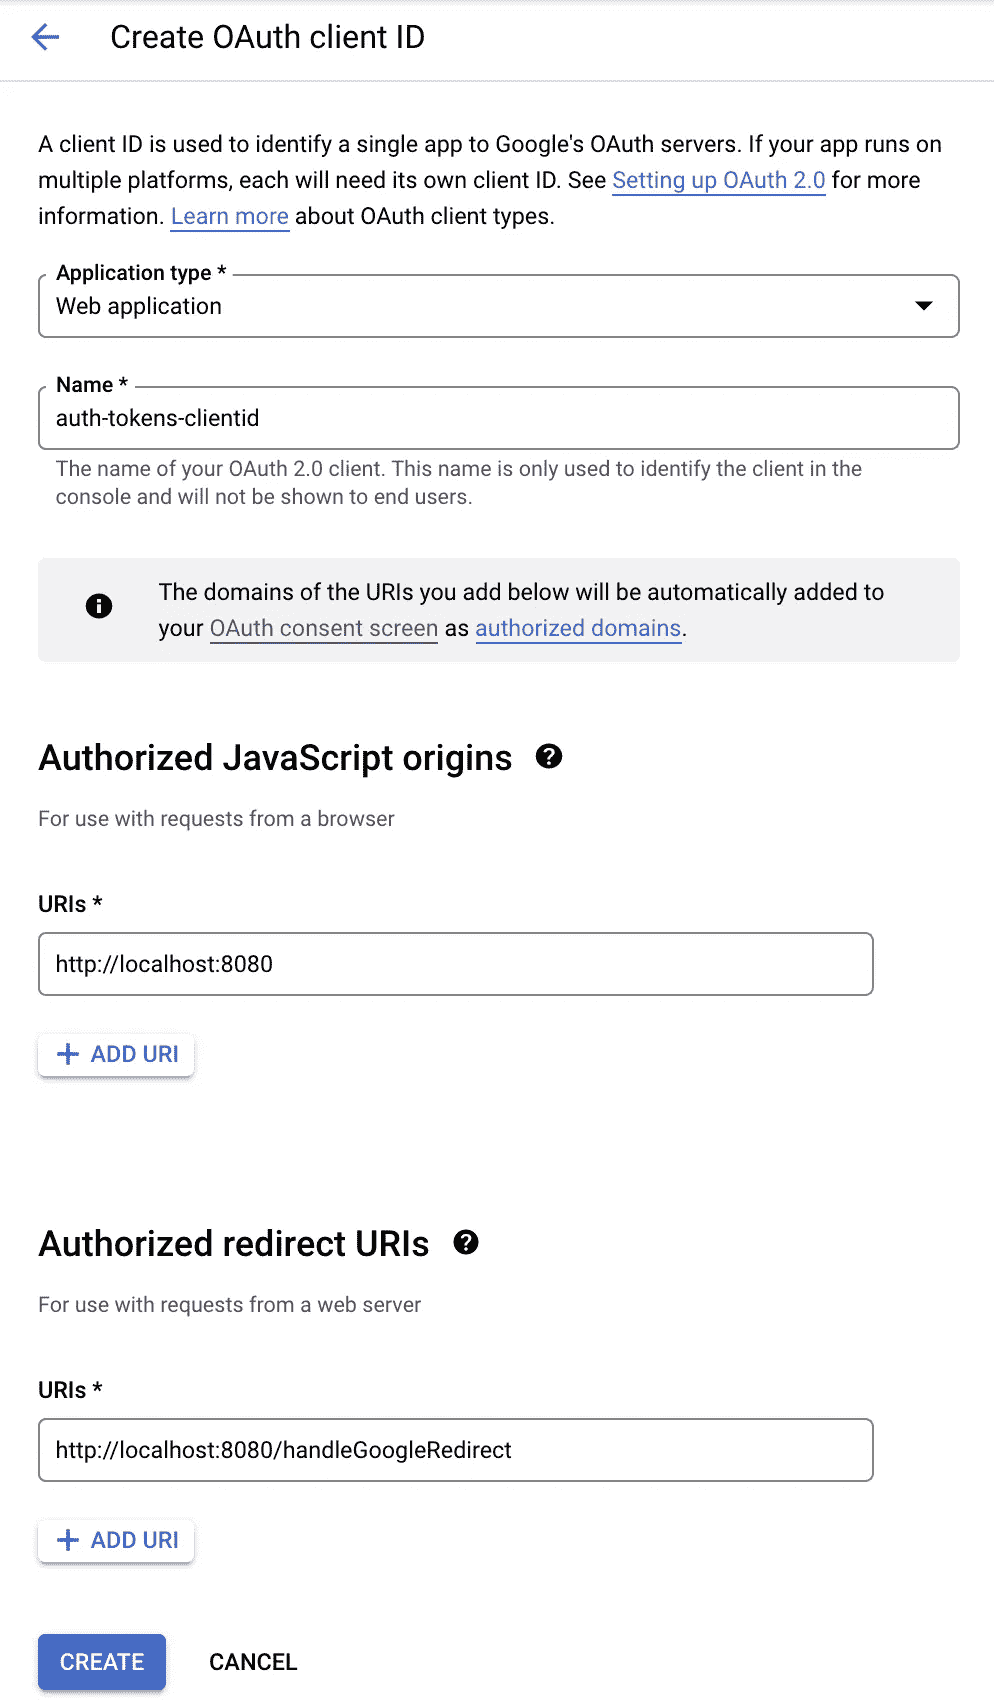 Create OAuth client ID
A client ID is used to identify a single app to Google's OAuth servers. If your app runs on
multiple platforms, each will need its own client ID. See Setting up OAuth 2.0 for more
information. Learn more about OAuth client types.
Application type *
Web application
Name *
auth-tokens-clientid
The name of your OAuth 2.0 client. This name is only used to identify the client in the
console and will not be shown to end users.
The domains of the URIs you add below will be automatically added to
your OAuth consent screen as authorized domains.
Authorized JavaScript origins
For use with requests from a browser
URIs *
http://localhost:8080
ADD URI
Authorized redirect URIs
For use with requests from a web server
URIs *
http://localhost:8080/handleGoogleRedirect
ADD URI
CREATE CANCEL